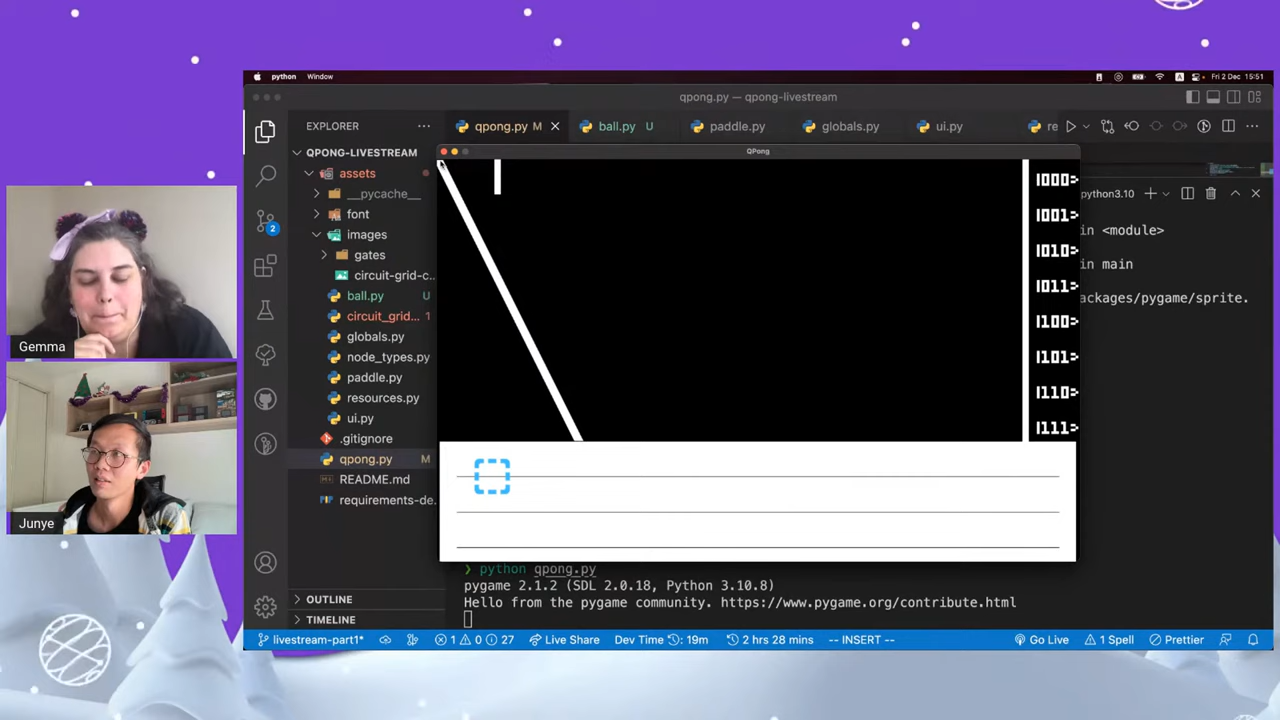 python Window
Fri 2 Dec 15:51
qpong.py — qpong-livestream
EXPLORER
qpong.py M
ball.py U
paddle.py
globals.py
ui.py
re
QPONG-LIVESTREAM
assets
__pycache__
font
images
gates
circuit-grid-c...
ball.py U
circuit_grid... 1
globals.py
node_types.py
paddle.py
resources.py
ui.py
.gitignore
qpong.py M
README.md
requirements-de...
OUTLINE
TIMELINE
2
QPong
|000>
|001>
|010>
|011>
|100>
|101>
|110>
|111>
python3.10
in <module>
in main
ackages/pygame/sprite.
❯ python qpong.py
pygame 2.1.2 (SDL 2.0.18, Python 3.10.8)
Hello from the pygame community. https://www.pygame.org/contribute.html
livestream-part1*
1 0 27
Live Share
Dev Time : 19m
2 hrs 28 mins
-- INSERT --
Go Live
1 Spell
Prettier
Gemma
Junye